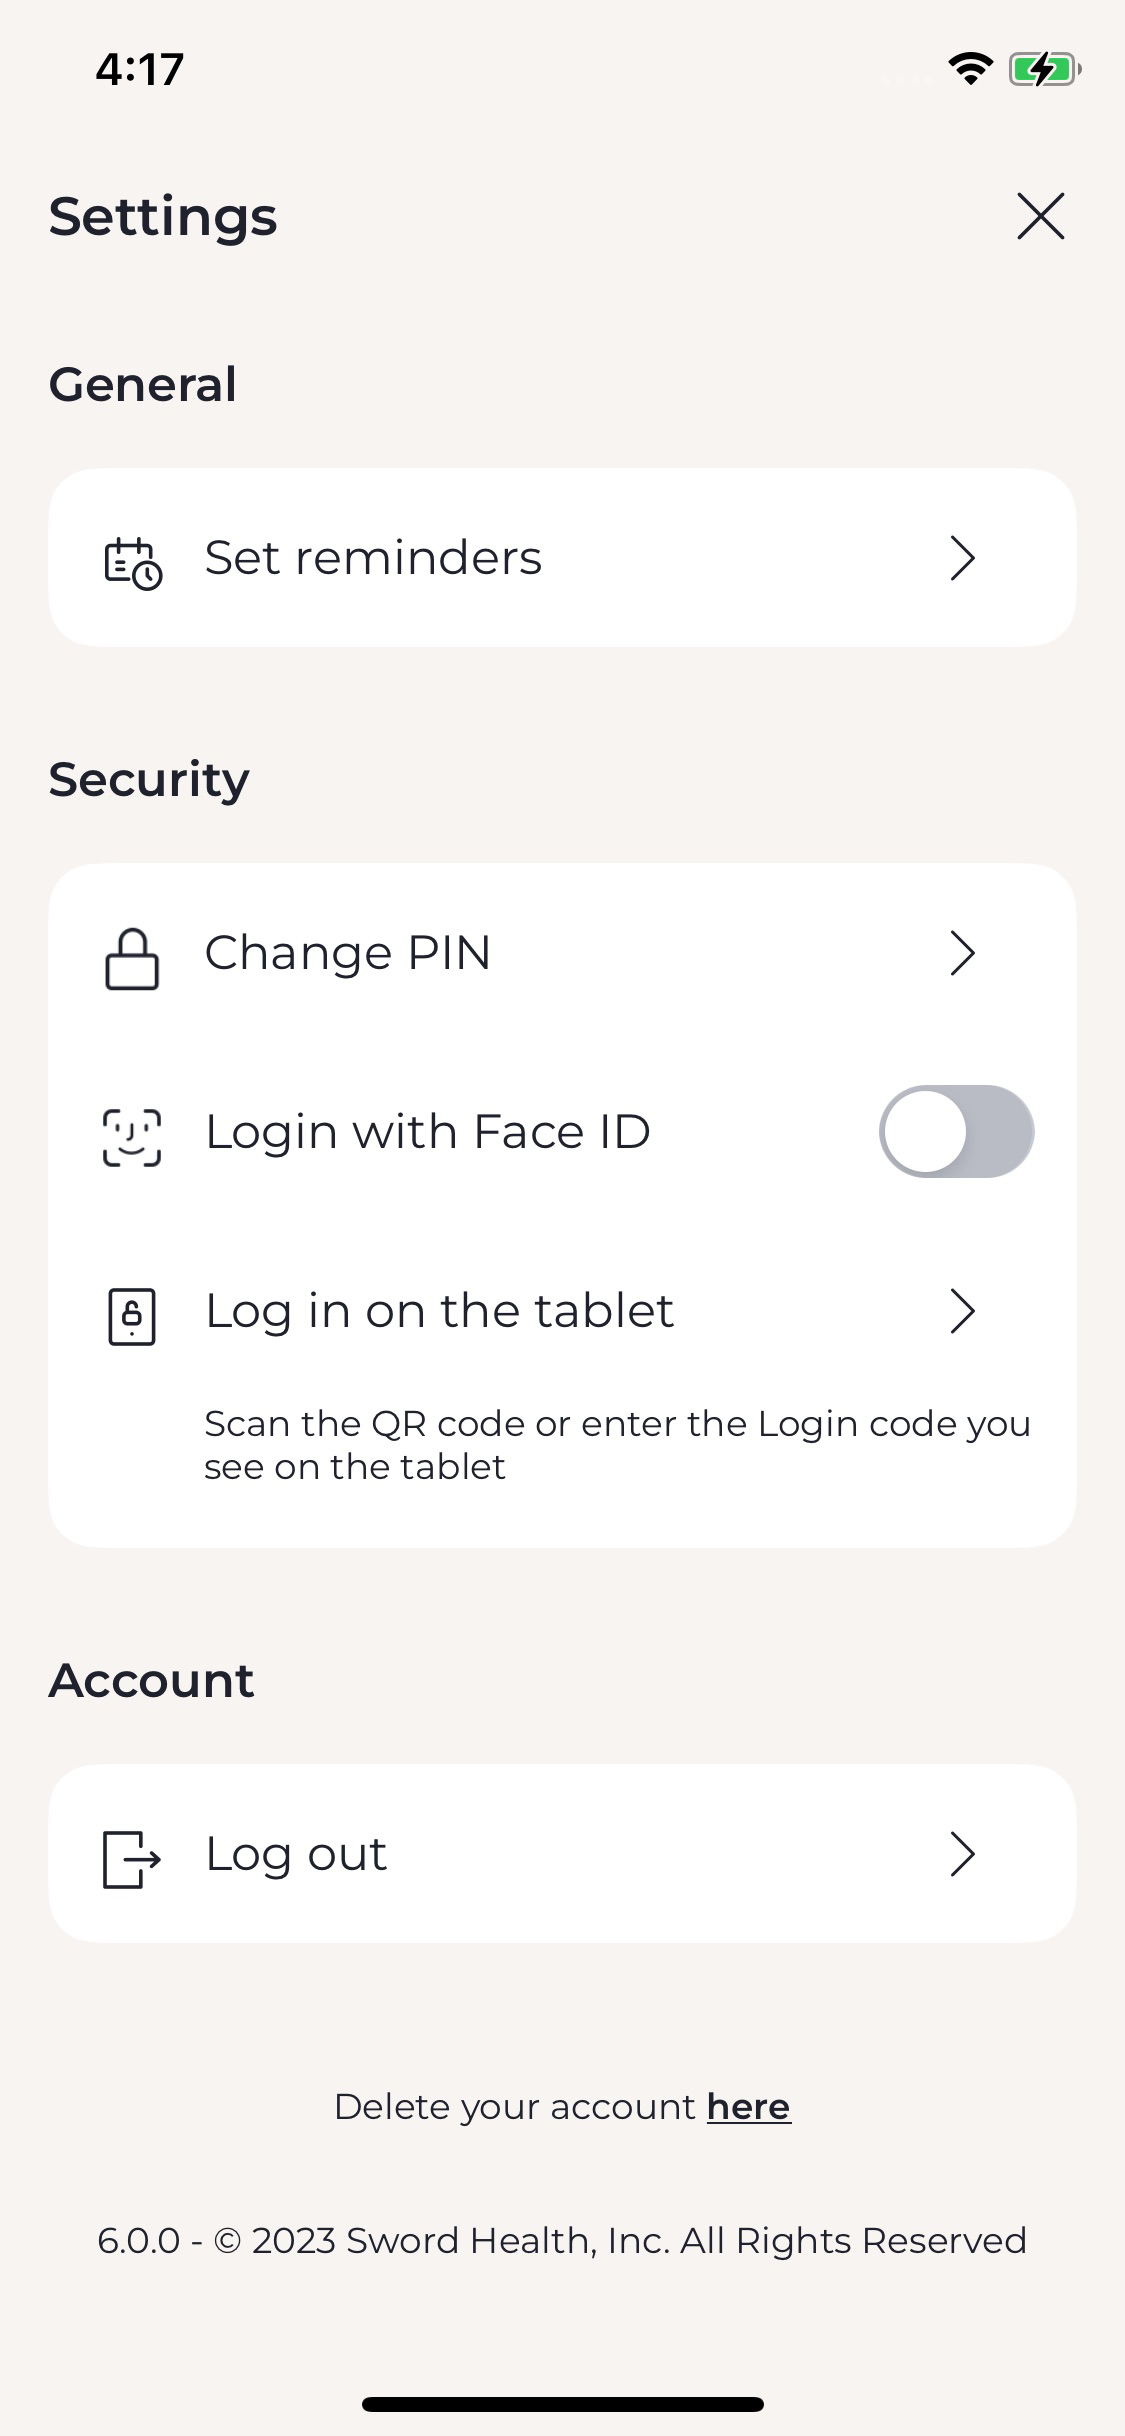 4:17
Settings
General
Set reminders
Security
Change PIN
Login with Face ID
Log in on the tablet
Scan the QR code or enter the Login code you
see on the tablet
Account
Log out
Delete your account here
6.0.0 - © 2023 Sword Health, Inc. All Rights Reserved